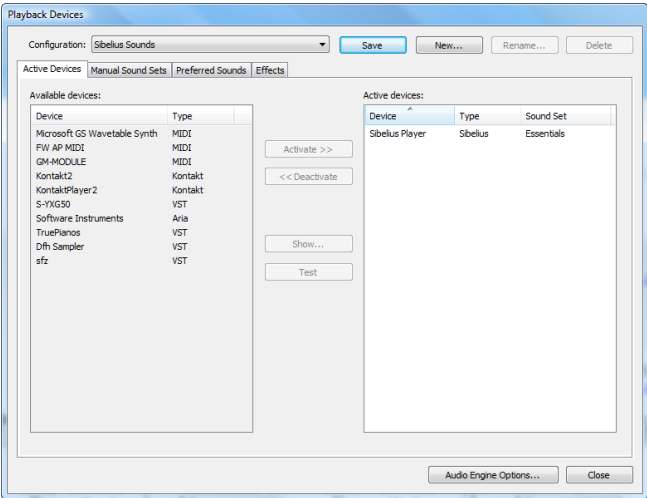 Playback Devices
Configuration: Sibelius Sounds Save New... Rename... Delete
Active Devices Manual Sound Sets Preferred Sounds Effects
Available devices: Active devices:
Device Type Device Type Sound Set
Microsoft GS Wavetable Synth MIDI Sibelius Player Sibelius Essentials
FW AP MIDI MIDI
GM-MODULE MIDI Activate >>
Kontakt2 Kontakt
KontaktPlayer2 Kontakt << Deactivate
S-YXG50 VST
Software Instruments Aria
TruePianos VST
Dfh Sampler VST Show...
sfz VST
Test
Audio Engine Options... Close